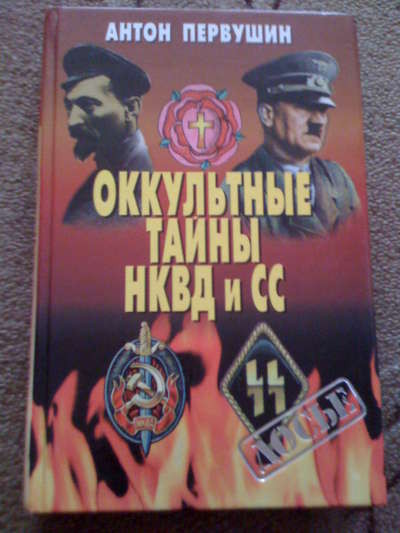 АНТОН ПЕРВУШИН
ОККУЛЬТНЫЕ
ТАЙНЫ
НКВД И СС
ДОСЬЕ